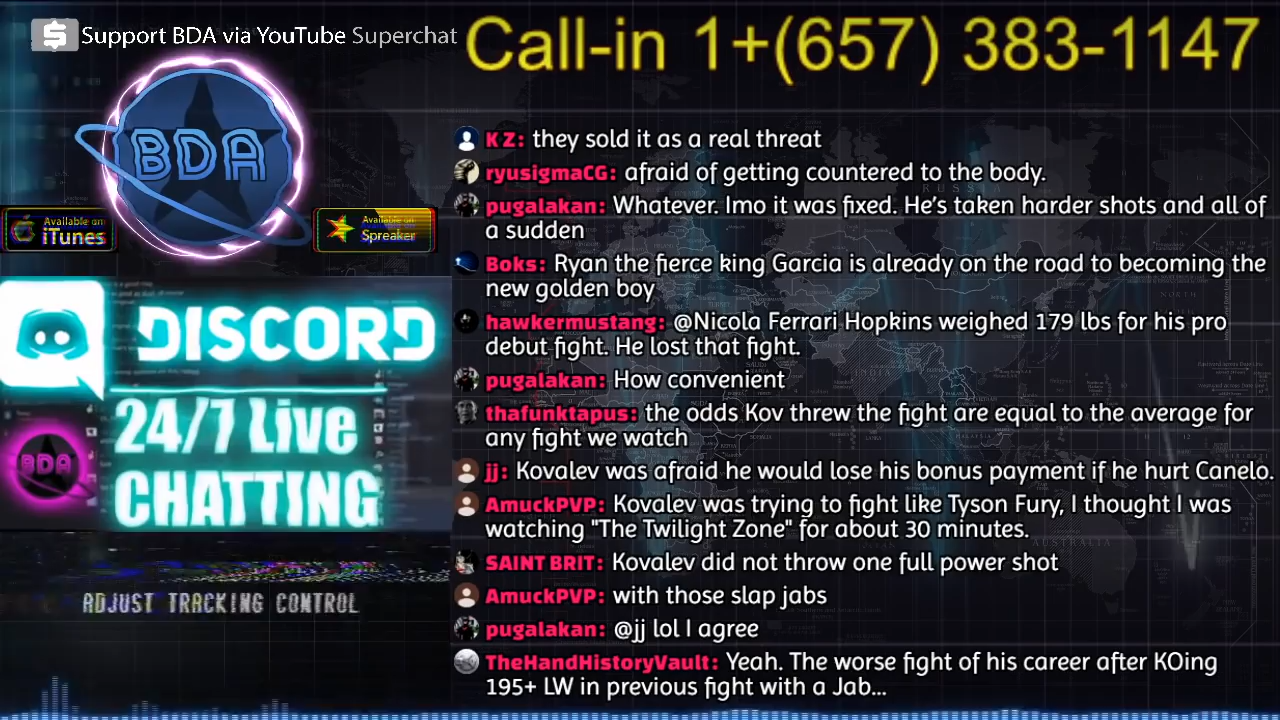 Support BDA via YouTube Superchat
Call-in 1+(657) 383-1147
BDA
Available on
iTunes
Available on
Spreaker
DISCORD
24/7 Live
CHATTING
BDA
ADJUST TRACKING CONTROL
KZ: they sold it as a real threat
ryusigmaCG: afraid of getting countered to the body.
pugalakan: Whatever. Imo it was fixed. He's taken harder shots and all of
a sudden
Boks: Ryan the fierce king Garcia is already on the road to becoming the
new golden boy
hawkermustang: @Nicola Ferrari Hopkins weighed 179 lbs for his pro
debut fight. He lost that fight.
pugalakan: How convenient
thafunktapus: the odds Kov threw the fight are equal to the average for
any fight we watch
jj: Kovalev was afraid he would lose his bonus payment if he hurt Canelo.
AmuckPVP: Kovalev was trying to fight like Tyson Fury, I thought I was
watching "The Twilight Zone" for about 30 minutes.
SAINT BRIT: Kovalev did not throw one full power shot
AmuckPVP: with those slap jabs
pugalakan: @jj lol I agree
TheHandHistoryVault: Yeah. The worse fight of his career after KOing
195+ LW in previous fight with a Jab...
RUSSIA
AUSTRALIA